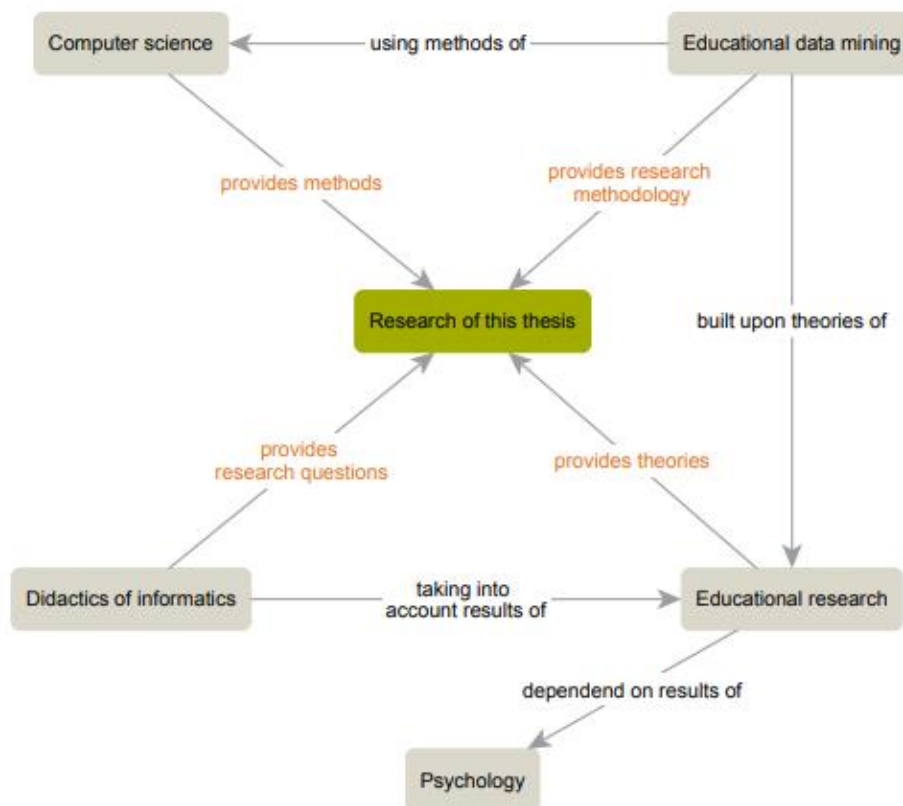 Computer science
using methods of
Educational data mining
provides methods
provides research
methodology
Research of this thesis
built upon theories of
provides
research questions
provides theories
Didactics of informatics
taking into
account results of
Educational research
dependend on results of
Psychology